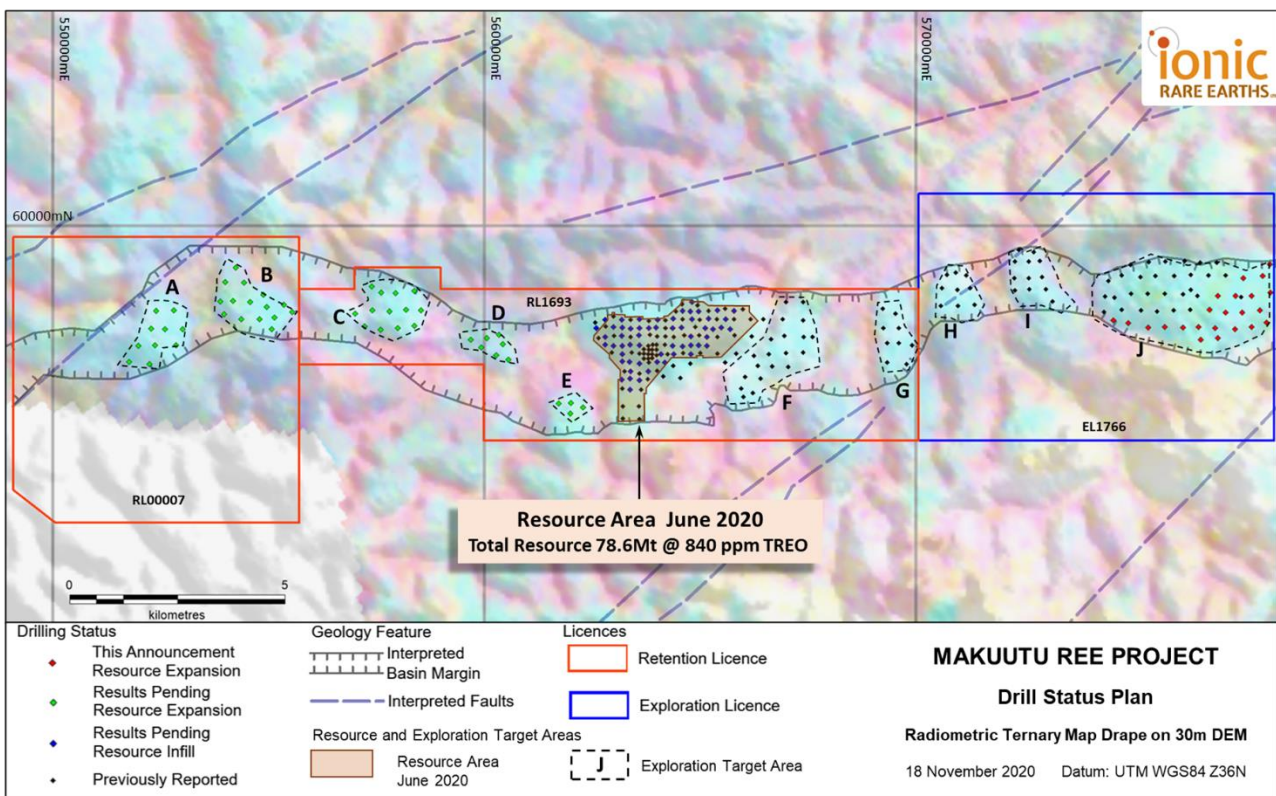 550000mE
560000mE
570000mE
ionic
RARE EARTHS
60000mN
A
B
C
D
E
F
G
H
I
J
RL1693
EL1766
RL00007
Resource Area June 2020
Total Resource 78.6Mt @ 840 ppm TREO
0 5
kilometres
Drilling Status
This Announcement
Resource Expansion
Results Pending
Resource Expansion
Results Pending
Resource Infill
Previously Reported
Geology Feature
Interpreted
Basin Margin
Interpreted Faults
Resource and Exploration Target Areas
Resource Area
June 2020
J Exploration Target Area
Licences
Retention Licence
Exploration Licence
MAKUUTU REE PROJECT
Drill Status Plan
Radiometric Ternary Map Drape on 30m DEM
18 November 2020 Datum: UTM WGS84 Z36N